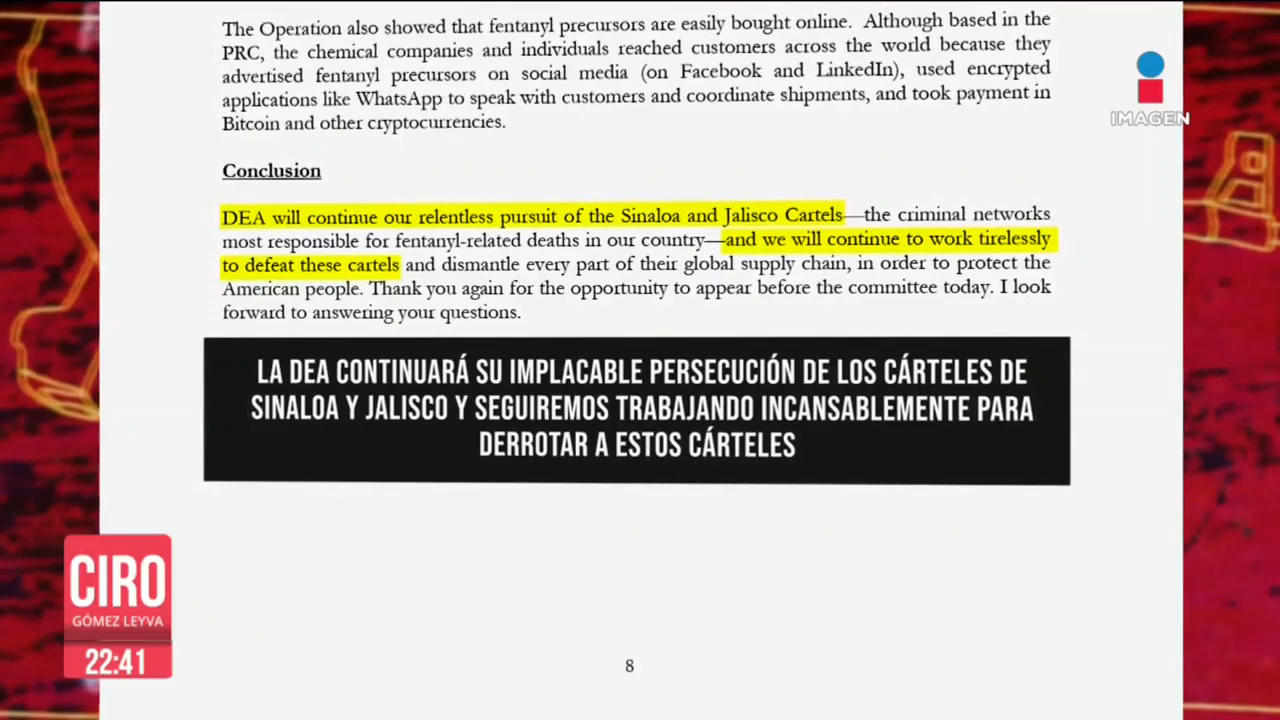 The Operation also showed that fentanyl precursors are easily bought online. Although based in the
PRC, the chemical companies and individuals reached customers across the world because they
advertised fentanyl precursors on social media (on Facebook and LinkedIn), used encrypted
applications like WhatsApp to speak with customers and coordinate shipments, and took payment in
Bitcoin and other cryptocurrencies.
IMAGEN
Conclusion
DEA will continue our relentless pursuit of the Sinaloa and Jalisco Cartels—the criminal networks
most responsible for fentanyl-related deaths in our country—and we will continue to work tirelessly
to defeat these cartels and dismantle every part of their global supply chain, in order to protect the
American people. Thank you again for the opportunity to appear before the committee today. I look
forward to answering your questions.
LA DEA CONTINUARÁ SU IMPLACABLE PERSECUCIÓN DE LOS CÁRTELES DE
SINALOA Y JALISCO Y SEGUIREMOS TRABAJANDO INCANSABLEMENTE PARA
DERROTAR A ESTOS CÁRTELES
CIRO
GÓMEZ LEYVA
22:41
8